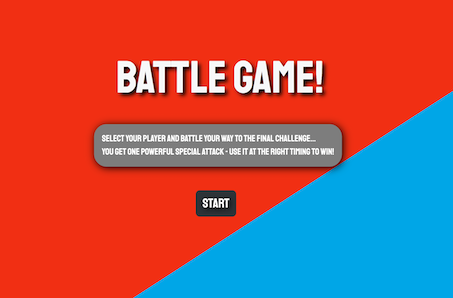 BATTLE GAME!
SELECT YOUR PLAYER AND BATTLE YOUR WAY TO THE FINAL CHALLENGE...
YOU GET ONE POWERFUL SPECIAL ATTACK - USE IT AT THE RIGHT TIMING TO WIN!
START